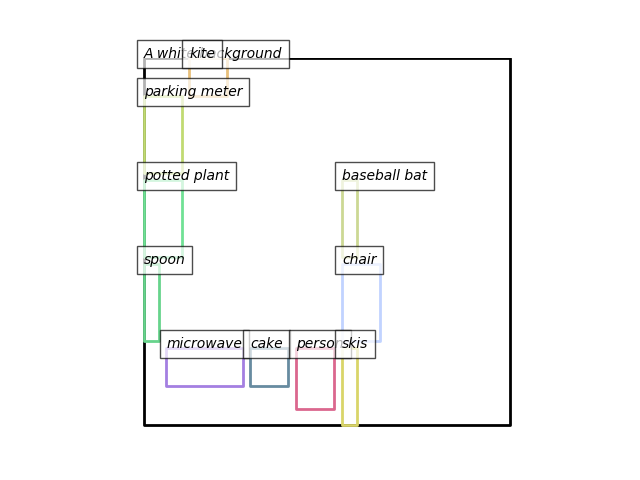 A white background
kite
parking meter
potted plant
baseball bat
spoon
chair
microwave
cake
person
skis